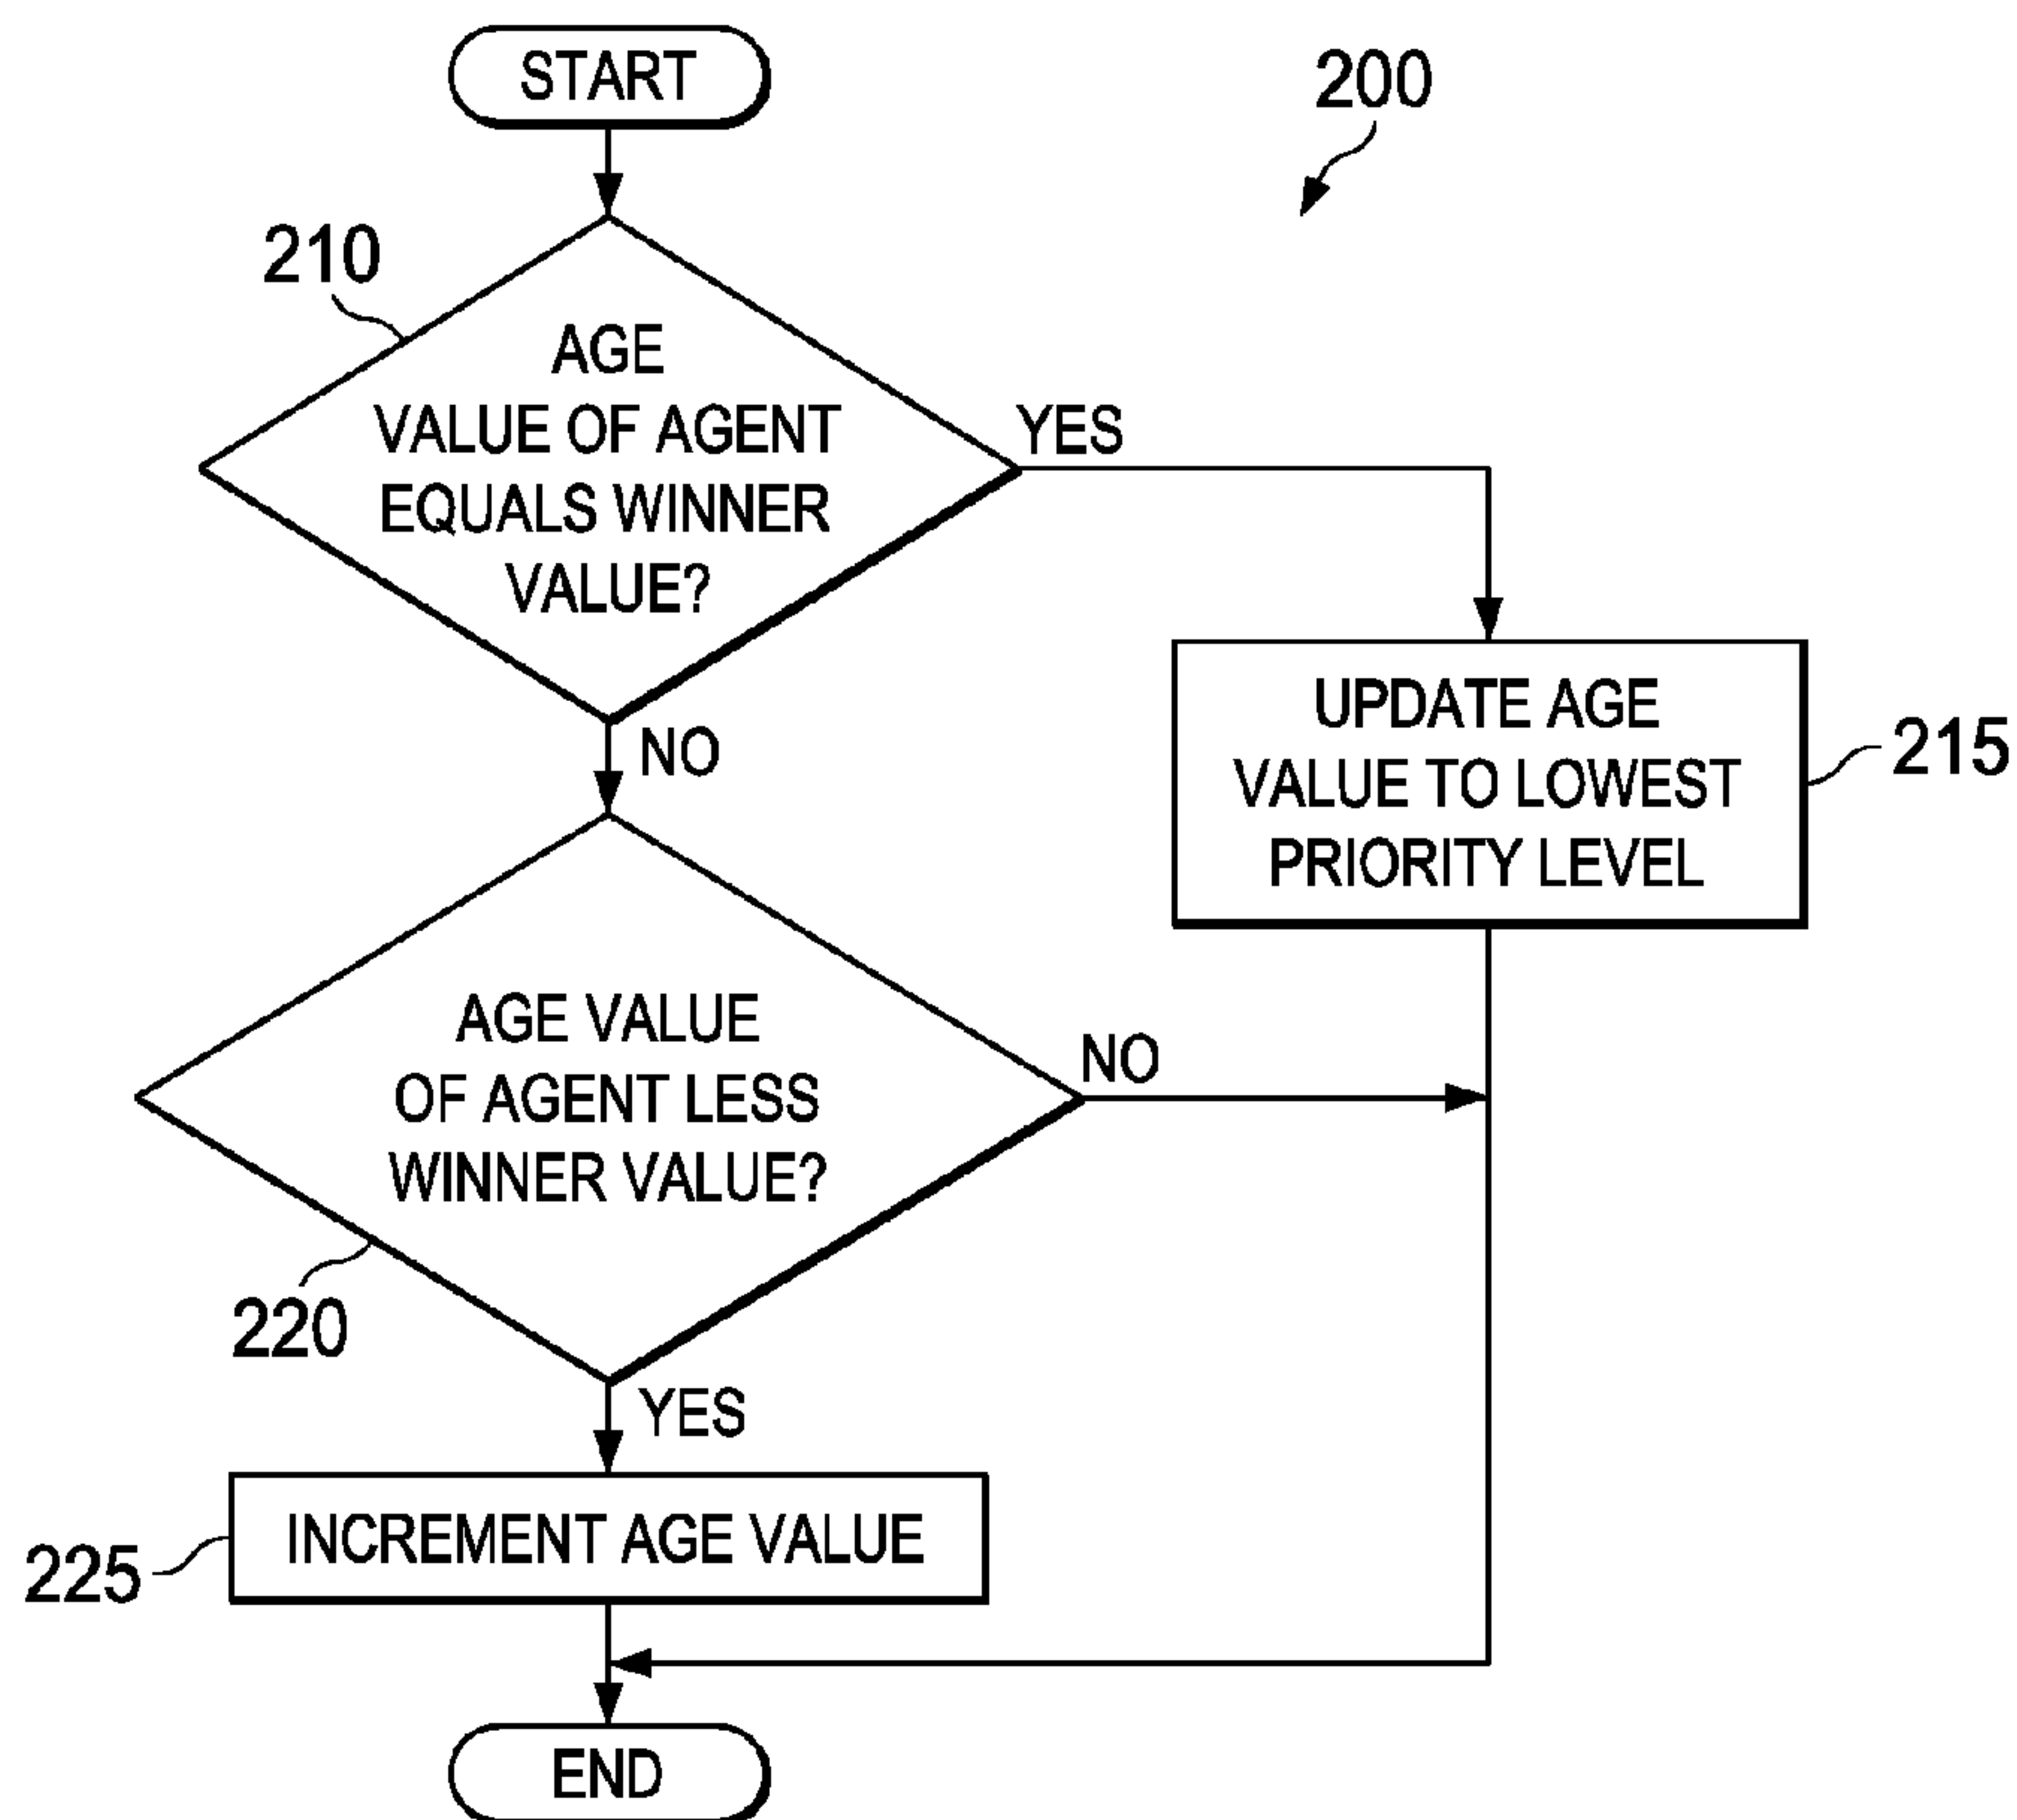 START
200
210
AGE
VALUE OF AGENT
EQUALS WINNER
VALUE?
YES
NO
UPDATE AGE
VALUE TO LOWEST
PRIORITY LEVEL
215
AGE VALUE
OF AGENT LESS
WINNER VALUE?
NO
220
YES
INCREMENT AGE VALUE
225
END